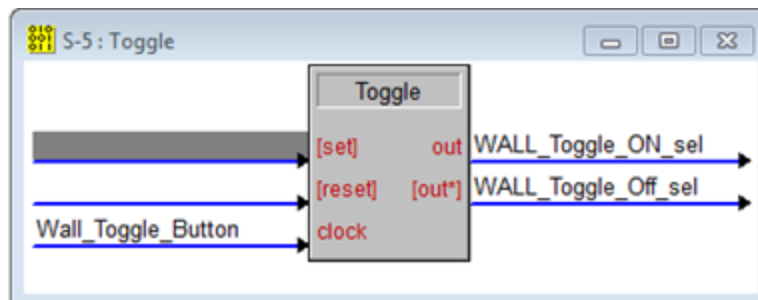 S-5 : Toggle
Toggle
[set] out WALL_Toggle_ON_sel
[reset] [out*] WALL_Toggle_Off_sel
Wall_Toggle_Button clock